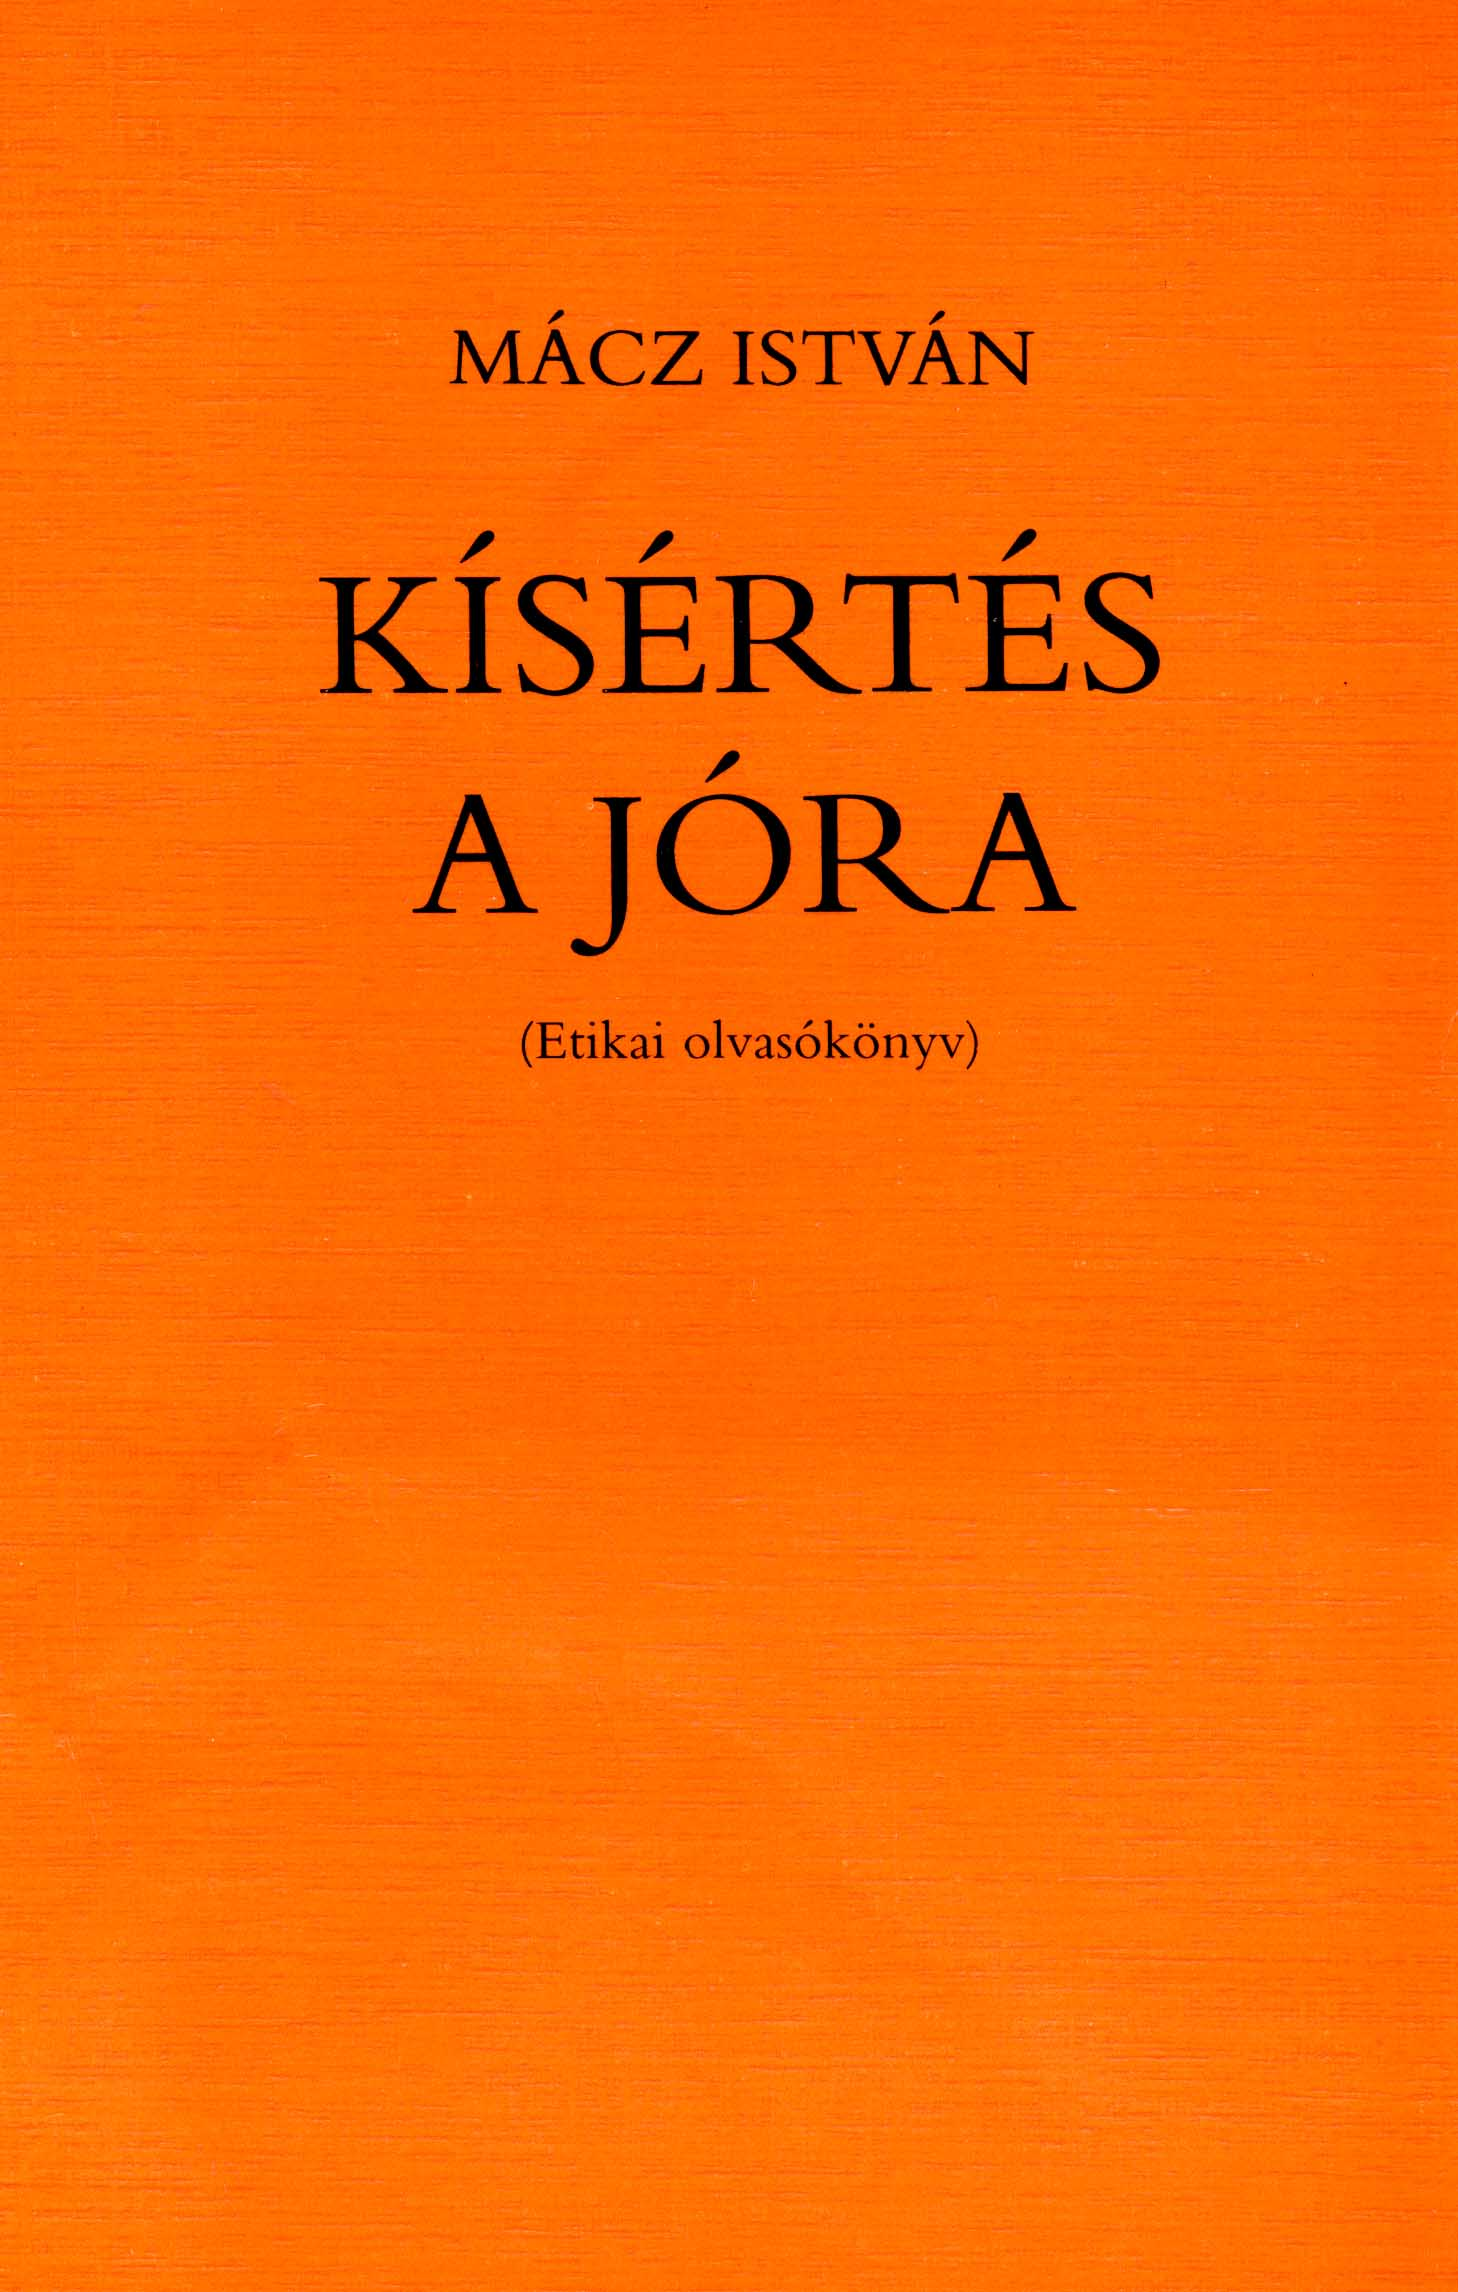 MÁCZ ISTVÁN
KÍSÉRTÉS
A JÓRA
(Etikai olvasókönyv)